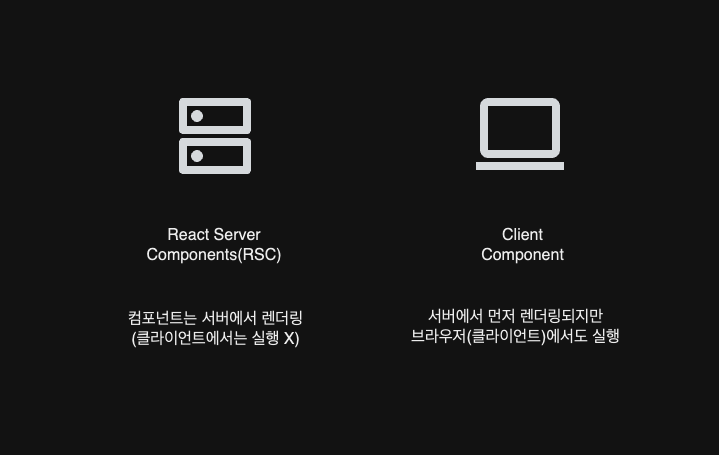 React Server
Components(RSC)
컴포넌트는 서버에서 렌더링
(클라이언트에서는 실행 X)
Client
Component
서버에서 먼저 렌더링되지만
브라우저(클라이언트)에서도 실행